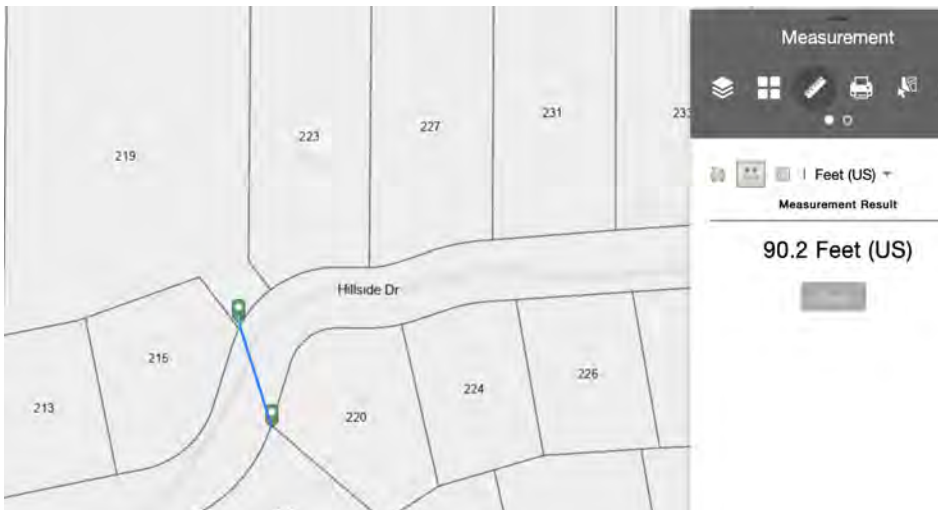 Measurement
219
223
227
231
233
Feet (US)
Measurement Result
90.2 Feet (US)
Hillside Dr
215
213
220
224
226